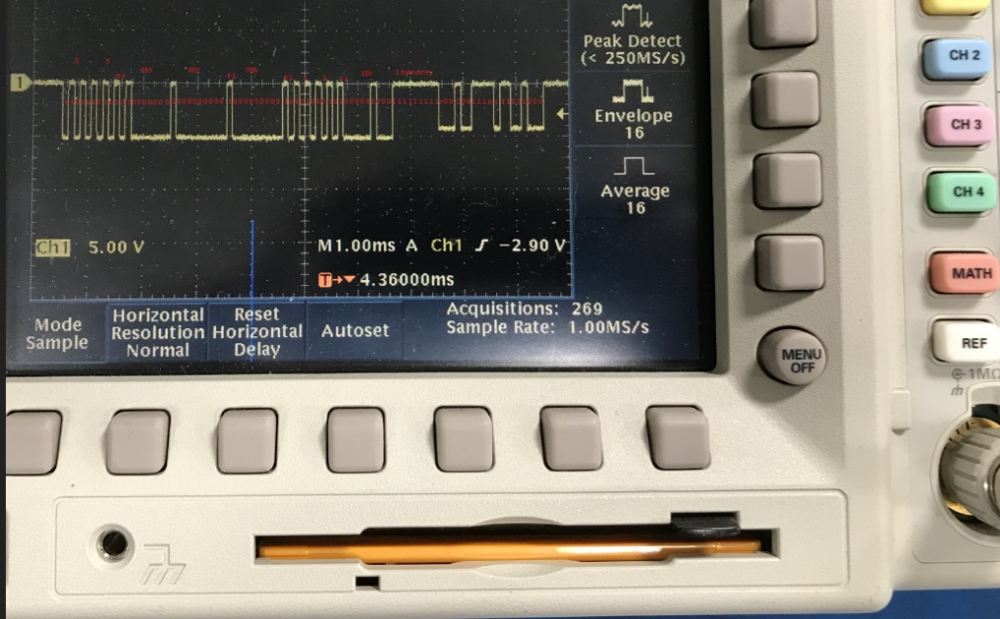 Peak Detect
(< 250MS/s)
CH 2
1
Envelope
16
CH 3
Average
16
CH 4
Ch1 5.00 V
M1.00ms A Ch1 −2.90 V
T 4.36000ms
MATH
Mode
Sample
Horizontal
Resolution
Normal
Reset
Horizontal
Delay
Autoset
Acquisitions: 269
Sample Rate: 1.00MS/s
MENU
OFF
REF
1MΩ